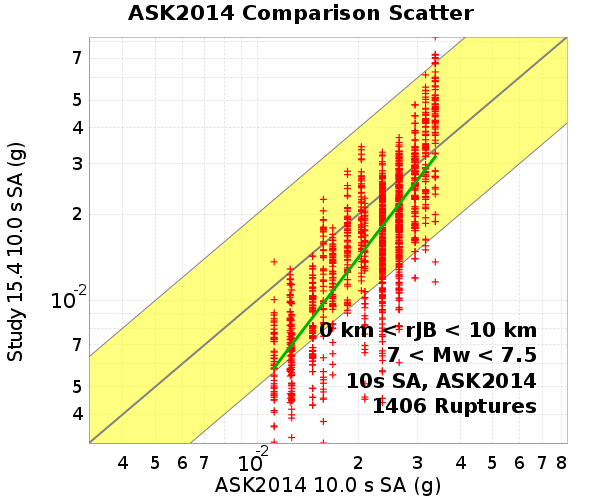 ASK2014 Comparison Scatter
Study 15.4 10.0 s SA (g)
7
5
4
3
2
10-2
7
5
4
0 km < rJB < 10 km
7 < Mw < 7.5
10s SA, ASK2014
1406 Ruptures
4 5 6 7 10-2 2 3 4 5 6 7 8
ASK2014 10.0 s SA (g)